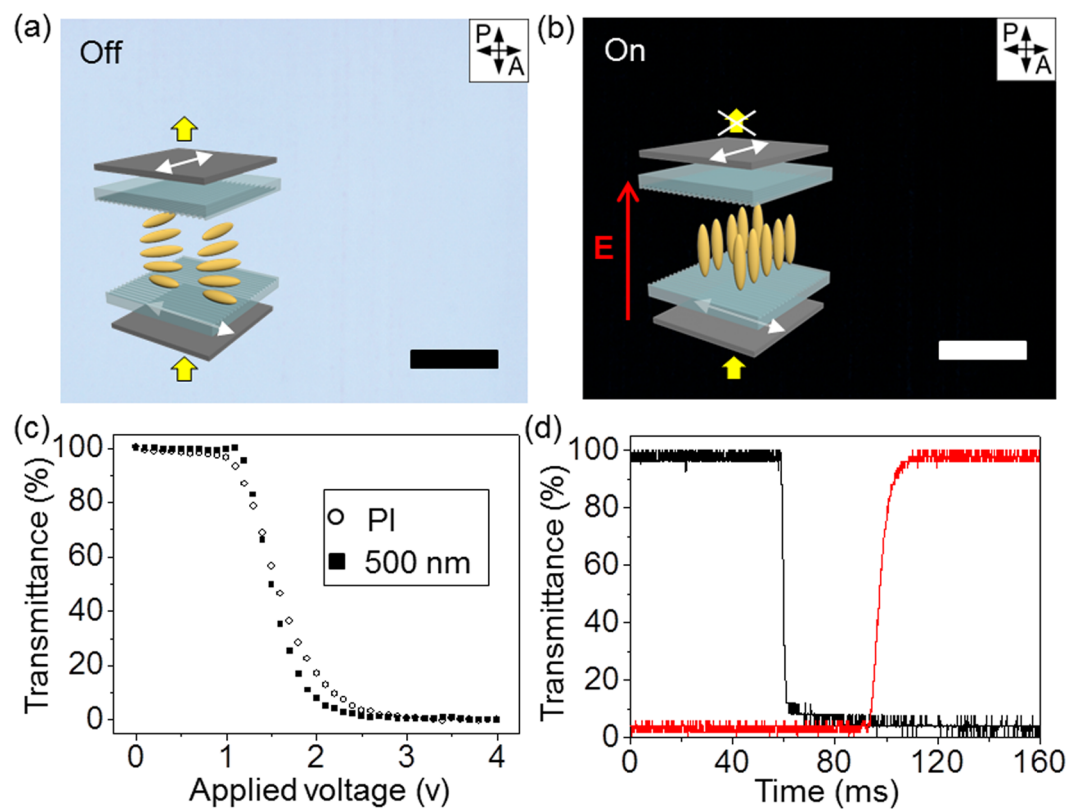 (a)
Off
P
A
(b)
On
P
A
E
(c)
Transmittance (%)
100
80
60
40
20
0
PI
500 nm
0
1
2
3
4
Applied voltage (v)
(d)
Transmittance (%)
100
80
60
40
20
0
0
40
80
120
160
Time (ms)